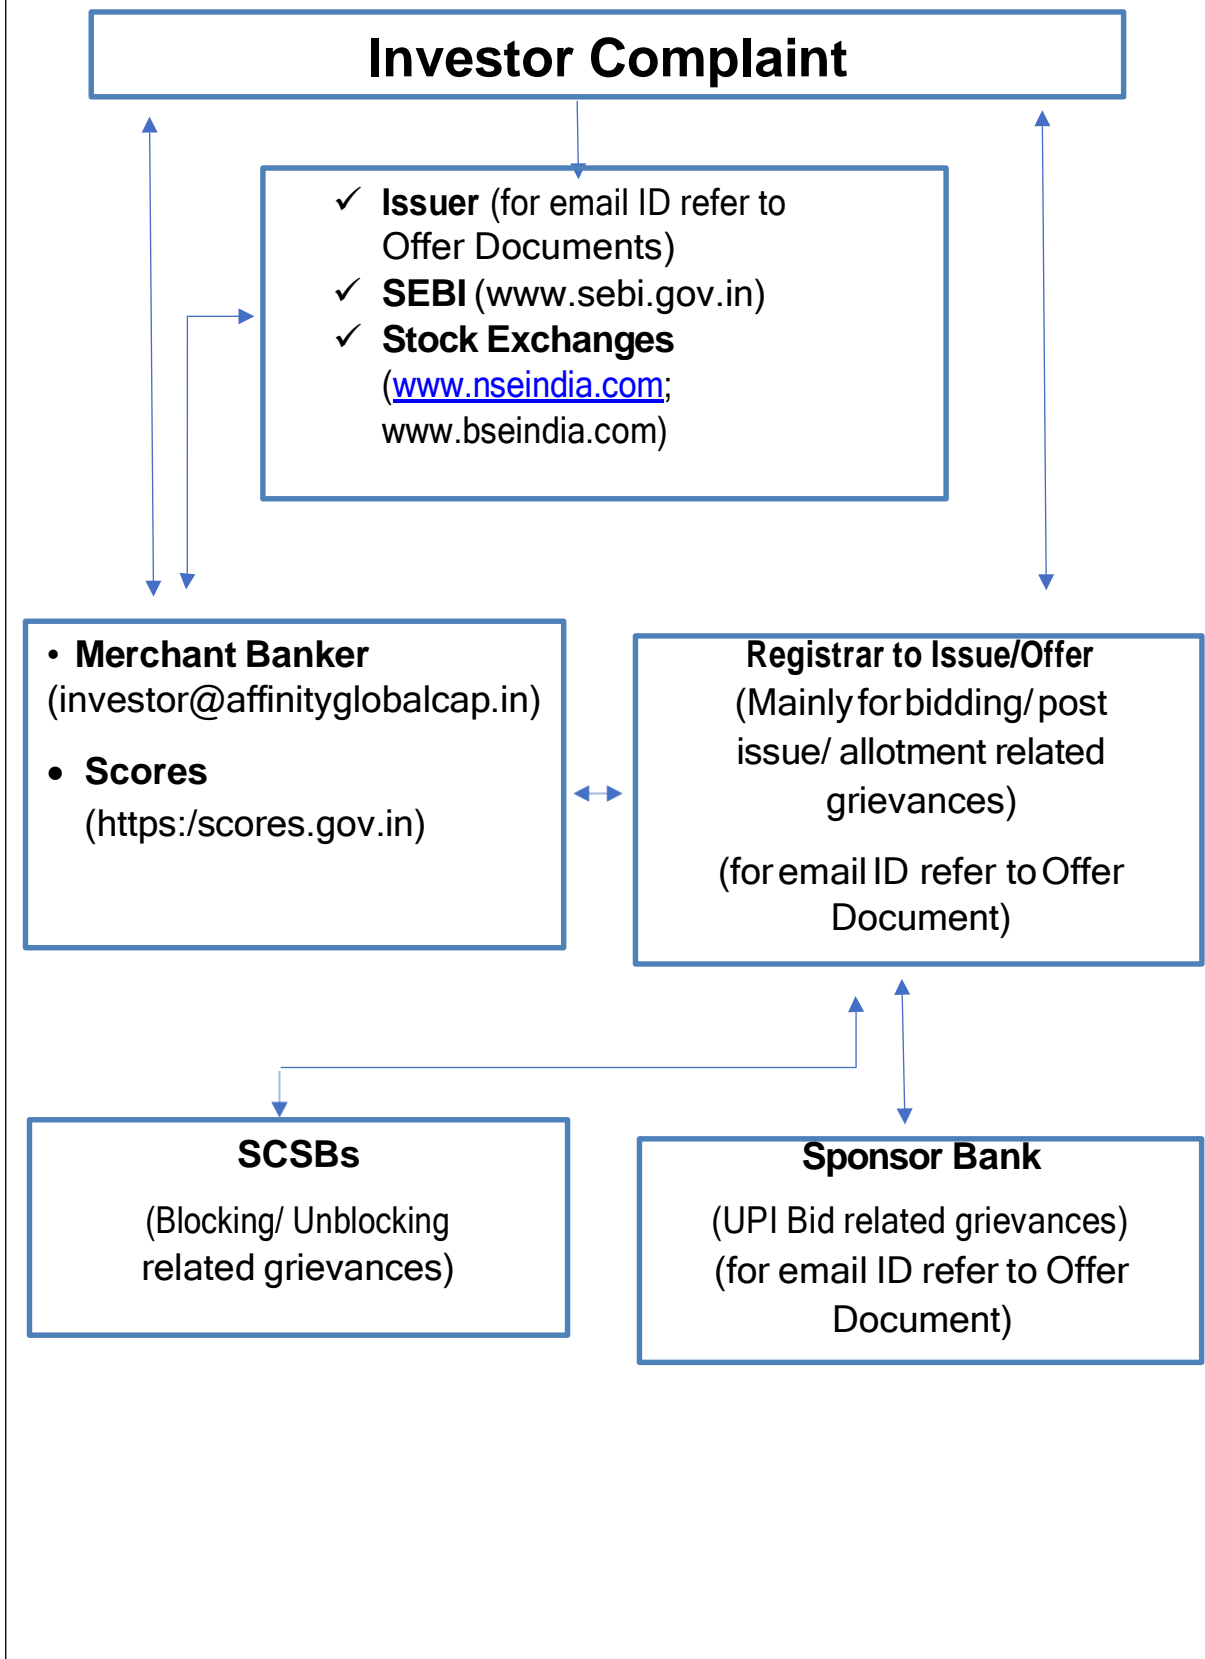 Investor Complaint
✓ Issuer (for email ID refer to
Offer Documents)
✓ SEBI (www.sebi.gov.in)
✓ Stock Exchanges
(www.nseindia.com;
www.bseindia.com)
• Merchant Banker
(investor@affinityglobalcap.in)
• Scores
(https:/scores.gov.in)
Registrar to Issue/Offer
(Mainly for bidding/ post
issue/ allotment related
grievances)
(for email ID refer to Offer
Document)
SCSBs
(Blocking/ Unblocking
related grievances)
Sponsor Bank
(UPI Bid related grievances)
(for email ID refer to Offer
Document)